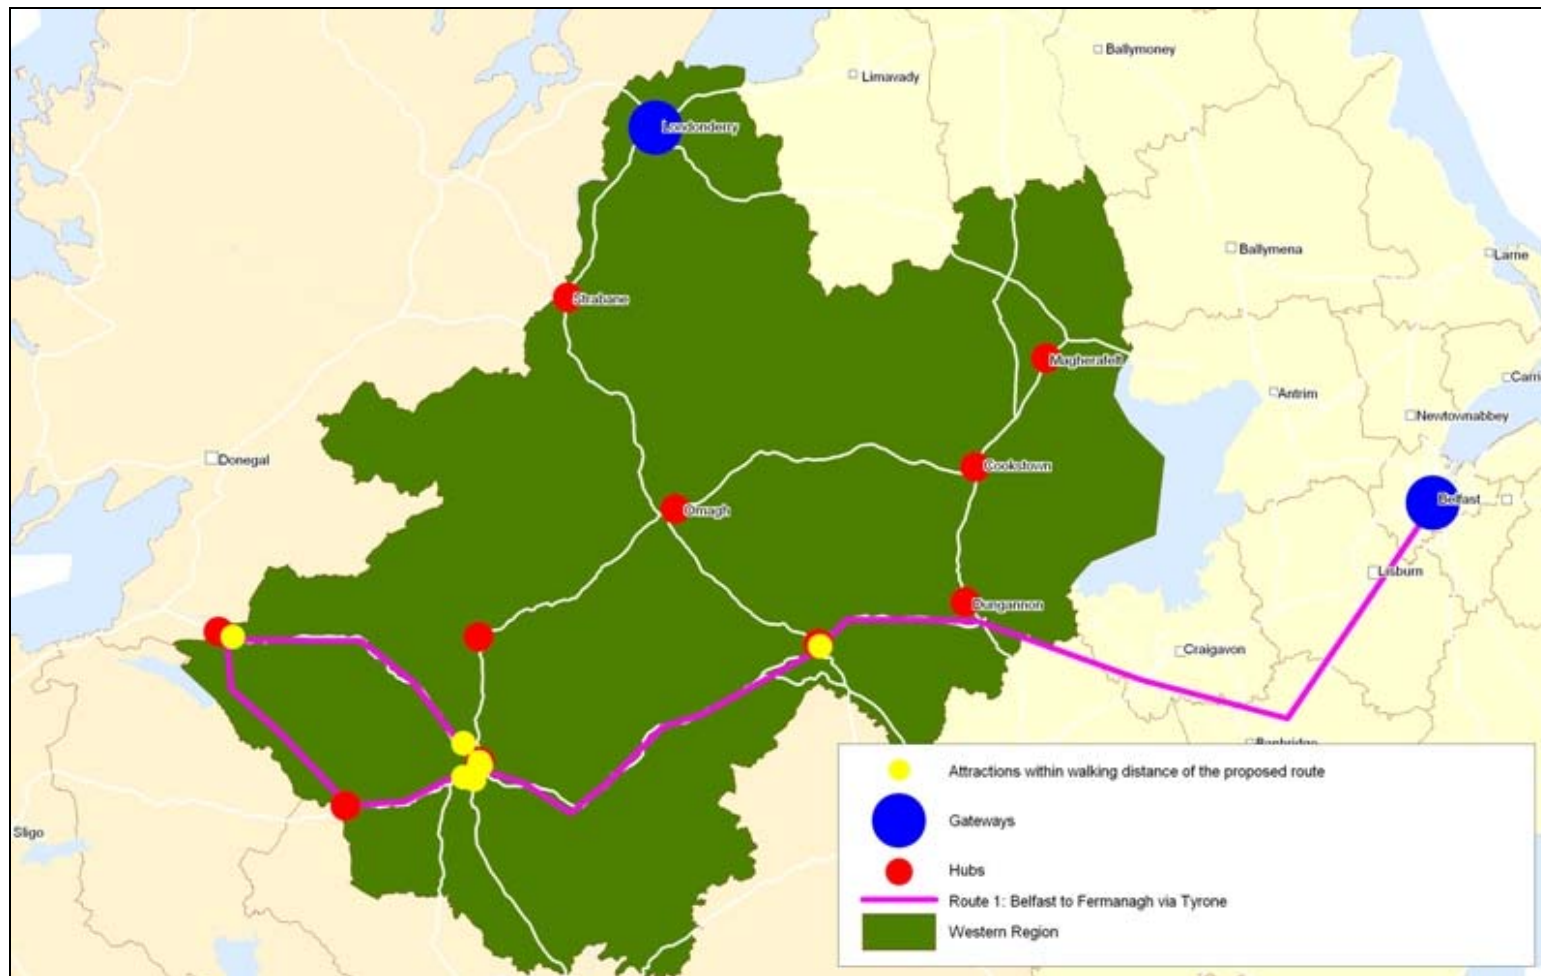 Ballymoney
Limavady
Londonderry
Ballymena
Larne
Strabane
Magherafelt
Antrim
Carri
Newtownabbey
Donegal
Cookstown
Belfast
Omagh
Lisburn
Dungannon
Craigavon
Banbridge
Sligo
Attractions within walking distance of the proposed route
Gateways
Hubs
Route 1: Belfast to Fermanagh via Tyrone
Western Region